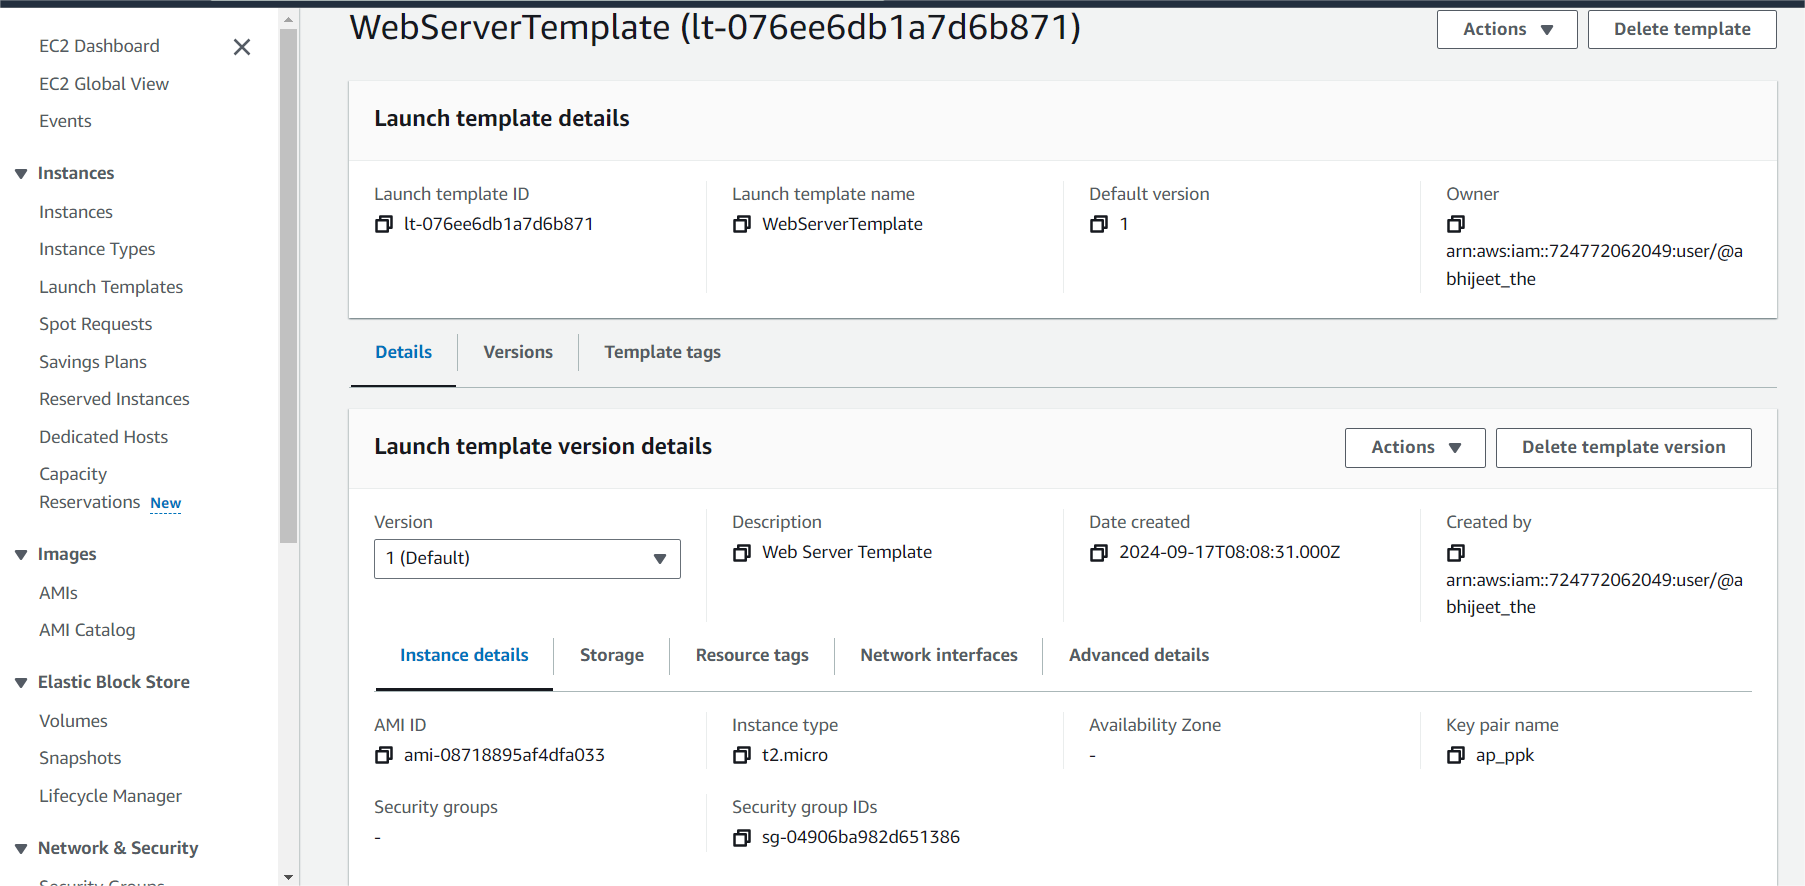 WebServerTemplate (lt-076ee6db1a7d6b871)
Actions
Delete template
EC2 Dashboard
EC2 Global View
Events
Instances
Instances
Instance Types
Launch Templates
Spot Requests
Savings Plans
Reserved Instances
Dedicated Hosts
Capacity
Reservations New
Images
AMIs
AMI Catalog
Elastic Block Store
Volumes
Snapshots
Lifecycle Manager
Network & Security
Security Groups
Launch template details
Launch template ID
lt-076ee6db1a7d6b871
Launch template name
WebServerTemplate
Default version
1
Owner
arn:aws:iam::724772062049:user/@a
bhijeet_the
Details
Versions
Template tags
Launch template version details
Actions
Delete template version
Version
1 (Default)
Description
Web Server Template
Date created
2024-09-17T08:08:31.000Z
Created by
arn:aws:iam::724772062049:user/@a
bhijeet_the
Instance details
Storage
Resource tags
Network interfaces
Advanced details
AMI ID
ami-08718895af4dfa033
Instance type
t2.micro
Availability Zone
-
Key pair name
ap_ppk
Security groups
-
Security group IDs
sg-04906ba982d651386